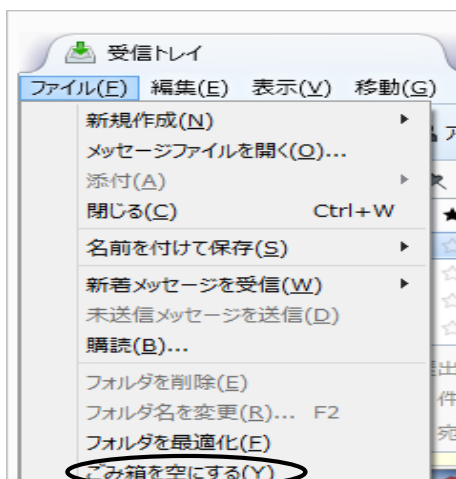 受信トレイ
ファイル(F) 編集(E) 表示(V) 移動(G)
新規作成(N)
メッセージファイルを開く(O)...
添付(A)
閉じる(C) Ctrl+W
名前を付けて保存(S)
新着メッセージを受信(W)
未送信メッセージを送信(D)
購読(B)...
フォルダを削除(E)
フォルダ名を変更(R)... F2
フォルダを最適化(F)
ごみ箱を空にする(Y)
ア
出
件
宛